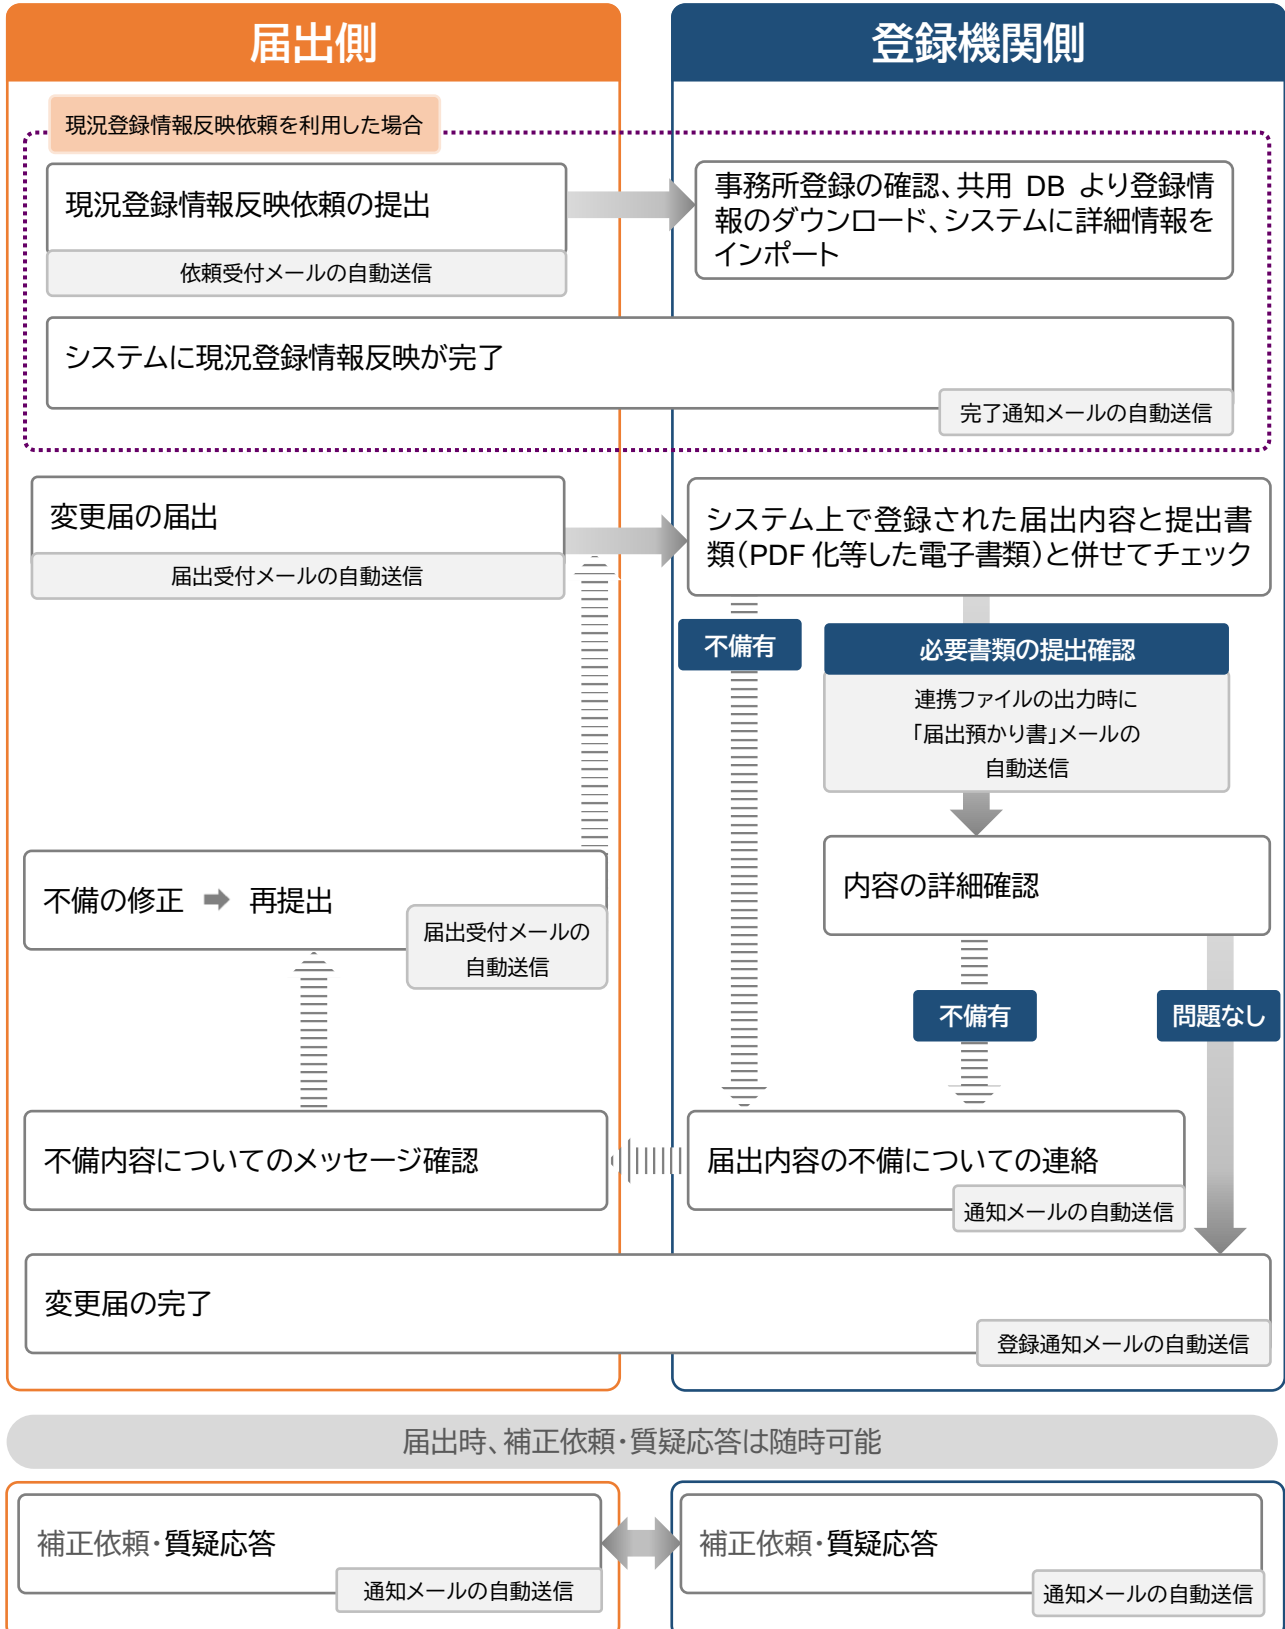 届出側
登録機関側
現況登録情報反映依頼を利用した場合
現況登録情報反映依頼の提出
依頼受付メールの自動送信
事務所登録の確認、共用 DB より登録情
報のダウンロード、システムに詳細情報を
インポート
システムに現況登録情報反映が完了
完了通知メールの自動送信
変更届の届出
届出受付メールの自動送信
システム上で登録された届出内容と提出書
類（PDF 化等した電子書類）と併せてチェック
不備有
必要書類の提出確認
連携ファイルの出力時に
「届出預かり書」メールの
自動送信
内容の詳細確認
不備の修正 ➡ 再提出
届出受付メールの
自動送信
不備有
問題なし
不備内容についてのメッセージ確認
届出内容の不備についての連絡
通知メールの自動送信
変更届の完了
登録通知メールの自動送信
届出時、補正依頼・質疑応答は随時可能
補正依頼・質疑応答
通知メールの自動送信
補正依頼・質疑応答
通知メールの自動送信